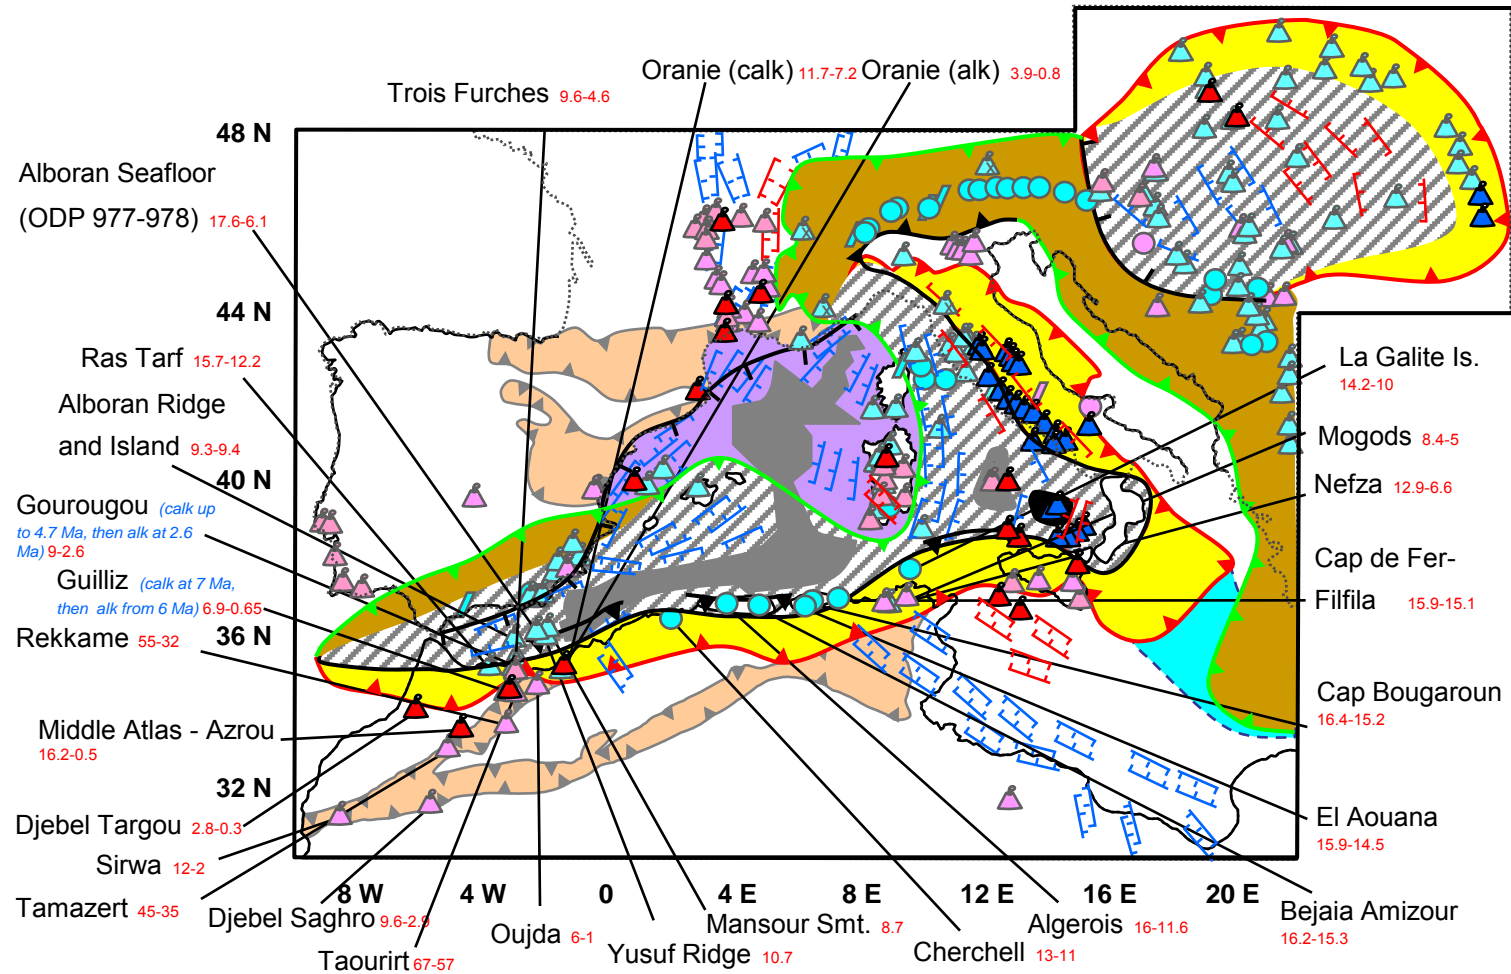 Oranie (calk) 11.7-7.2 Oranie (alk) 3.9-0.8
Trois Furches 9.6-4.6
48 N
Alboran Seafloor
(ODP 977-978) 17.6-6.1
44 N
Ras Tarf 15.7-12.2
La Galite Is.
14.2-10
Alboran Ridge
and Island 9.3-9.4
Mogods 8.4-5
40 N
Nefza 12.9-6.6
Gourougou (calk up
to 4.7 Ma, then alk at 2.6
Ma) 9-2.6
Cap de Fer-
Filfila 15.9-15.1
Guilliz (calk at 7 Ma,
then alk from 6 Ma) 6.9-0.65
36 N
Rekkame 55-32
Cap Bougaroun
16.4-15.2
Middle Atlas - Azrou
16.2-0.5
32 N
Djebel Targou 2.8-0.3
El Aouana
15.9-14.5
Sirwa 12-2
8 W 4 W 0 4 E 8 E 12 E 16 E 20 E
Tamazert 45-35
Djebel Saghro 9.6-2.9
Mansour Smt. 8.7
Algerois 16-11.6
Bejaia Amizour
16.2-15.3
Oujda 6-1
Yusuf Ridge 10.7
Cherchell 13-11
Taourirt 67-57